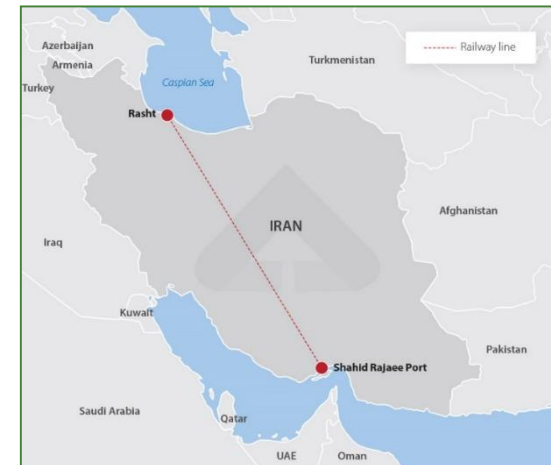 Azerbaijan
Armenia
Turkey
Caspian Sea
Turkmenistan
Railway line
Rasht
IRAN
Afghanistan
Iraq
Kuwait
Shahid Rajaee Port
Pakistan
Saudi Arabia
Qatar
UAE
Oman